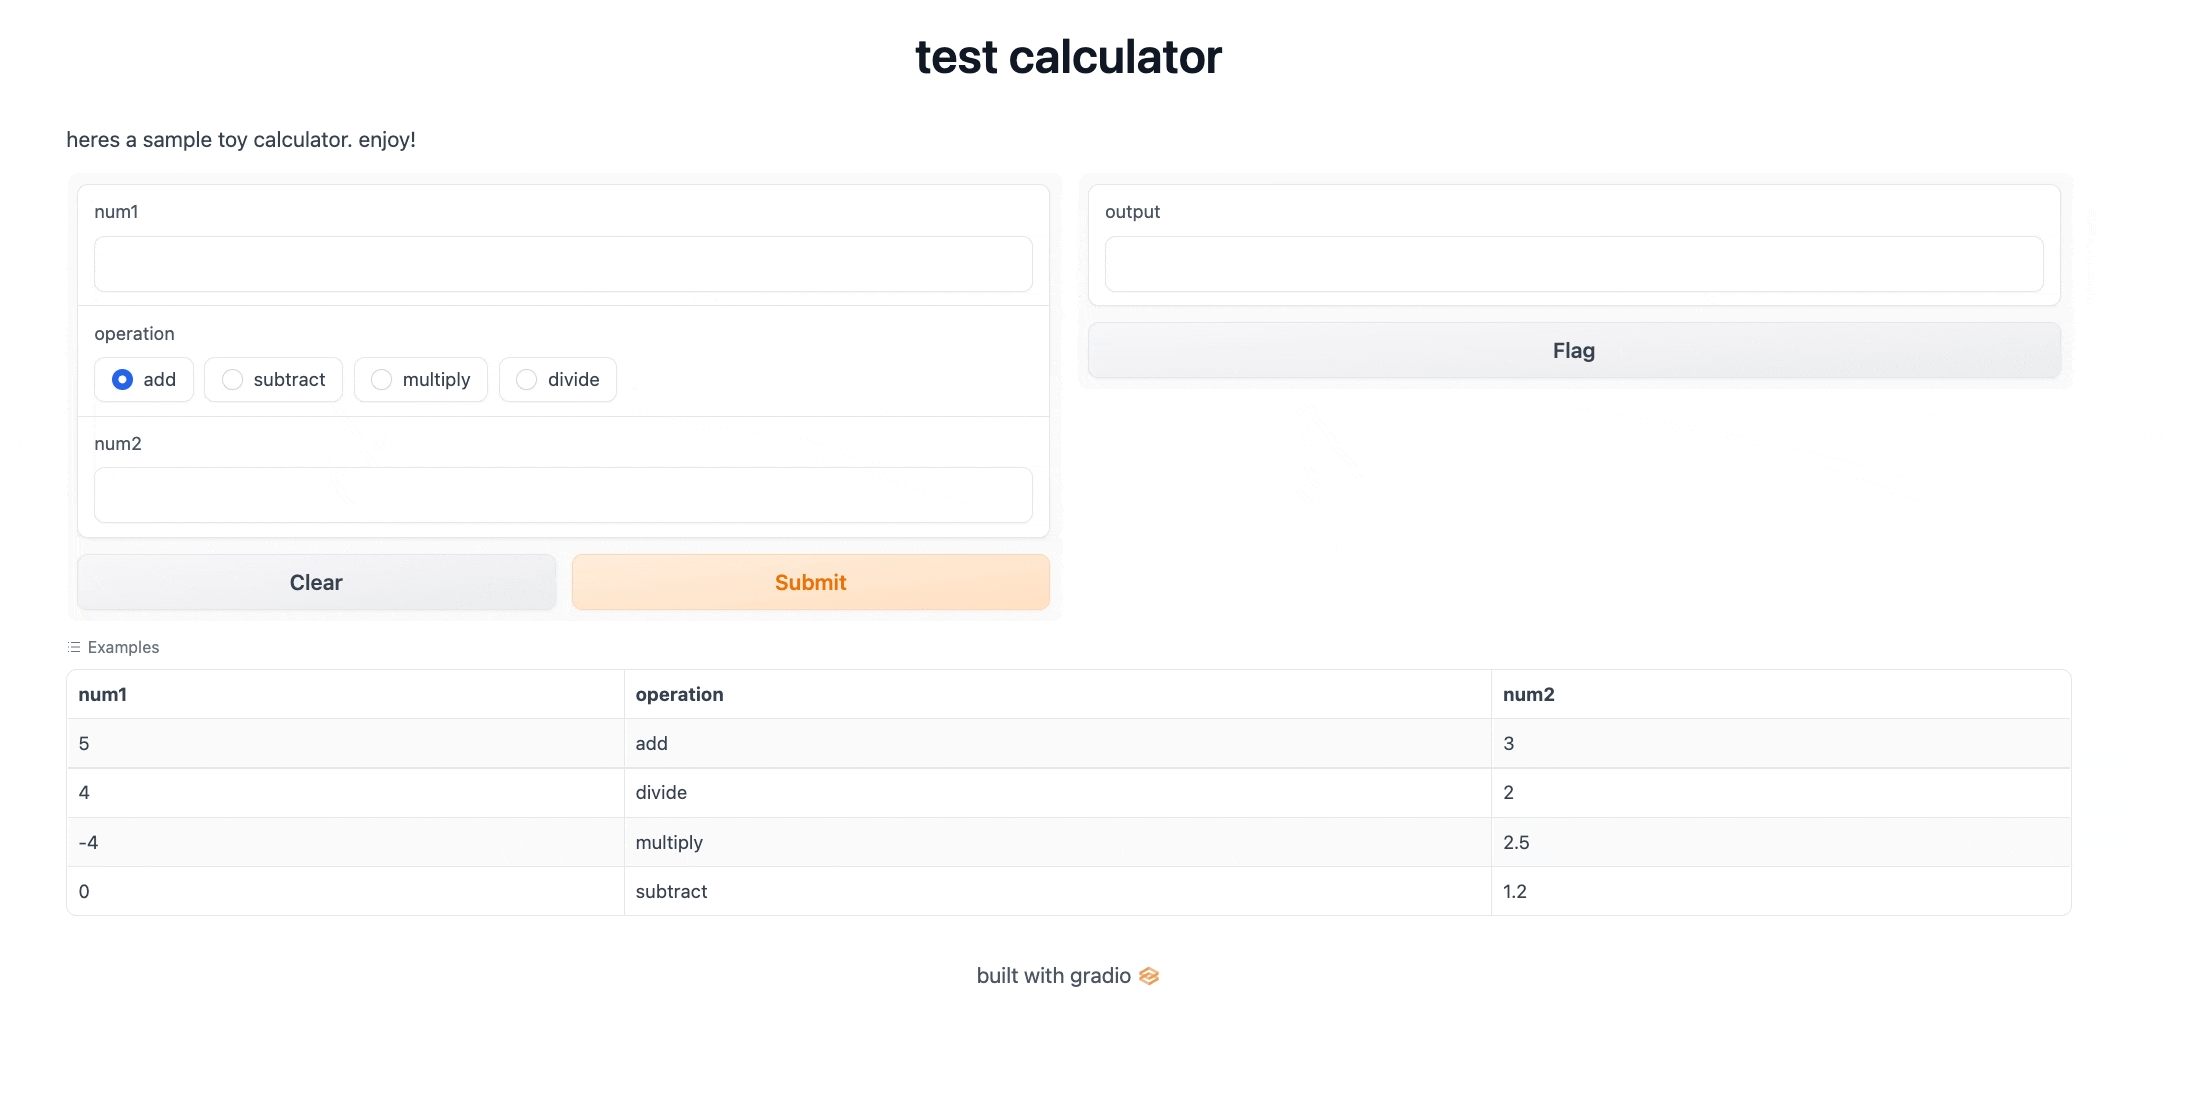 test calculator
heres a sample toy calculator. enjoy!
num1
operation
add subtract multiply divide
num2
Clear Submit
output
Flag
Examples
num1 operation num2
5 add 3
4 divide 2
-4 multiply 2.5
0 subtract 1.2
built with gradio